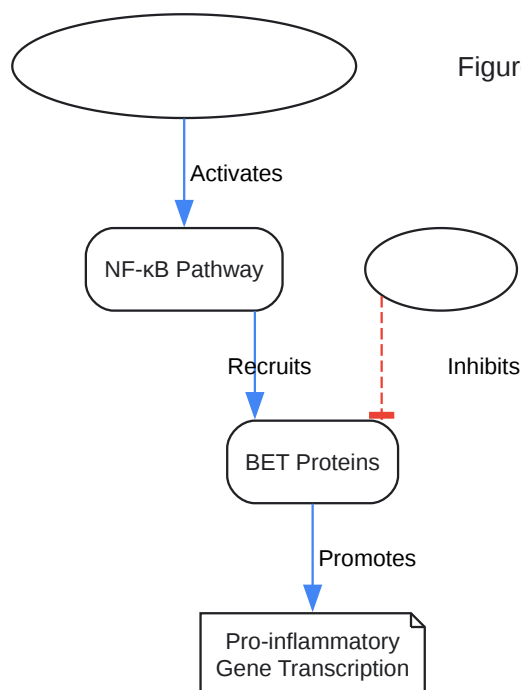 Figur
Activates
NF-κB Pathway
Recruits
Inhibits
BET Proteins
Promotes
Pro-inflammatory
Gene Transcription